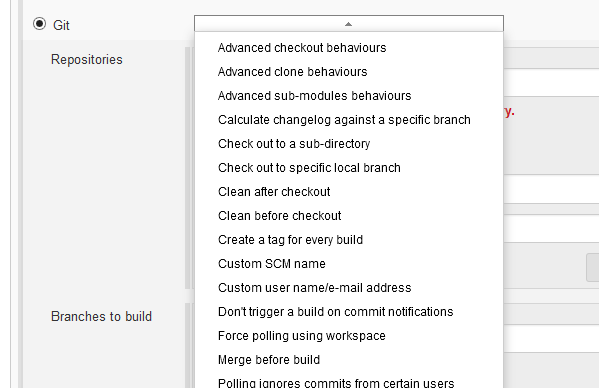 Git
Repositories
Advanced checkout behaviours
Advanced clone behaviours
Advanced sub-modules behaviours
Calculate changelog against a specific branch
y.
Check out to a sub-directory
Check out to specific local branch
Clean after checkout
Clean before checkout
Create a tag for every build
Custom SCM name
Custom user name/e-mail address
Branches to build
Don't trigger a build on commit notifications
Force polling using workspace
Merge before build
Polling ignores commits from certain users